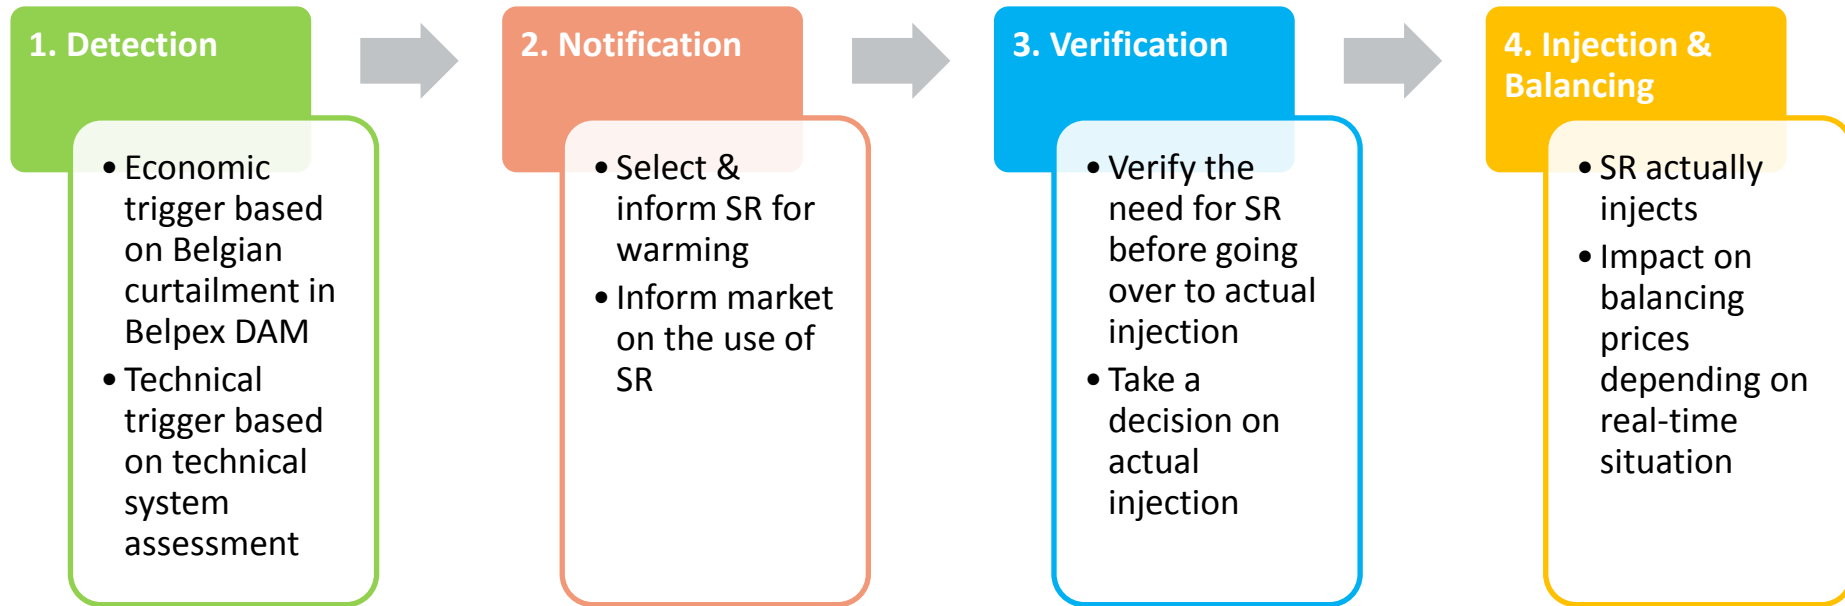 1. Detection
• Economic
trigger based
on Belgian
curtailment in
Belpex DAM
• Technical
trigger based
on technical
system
assessment
2. Notification
• Select &
inform SR for
warming
• Inform market
on the use of
SR
3. Verification
• Verify the
need for SR
before going
over to actual
injection
• Take a
decision on
actual
injection
4. Injection &
Balancing
• SR actually
injects
• Impact on
balancing
prices
depending on
real-time
situation